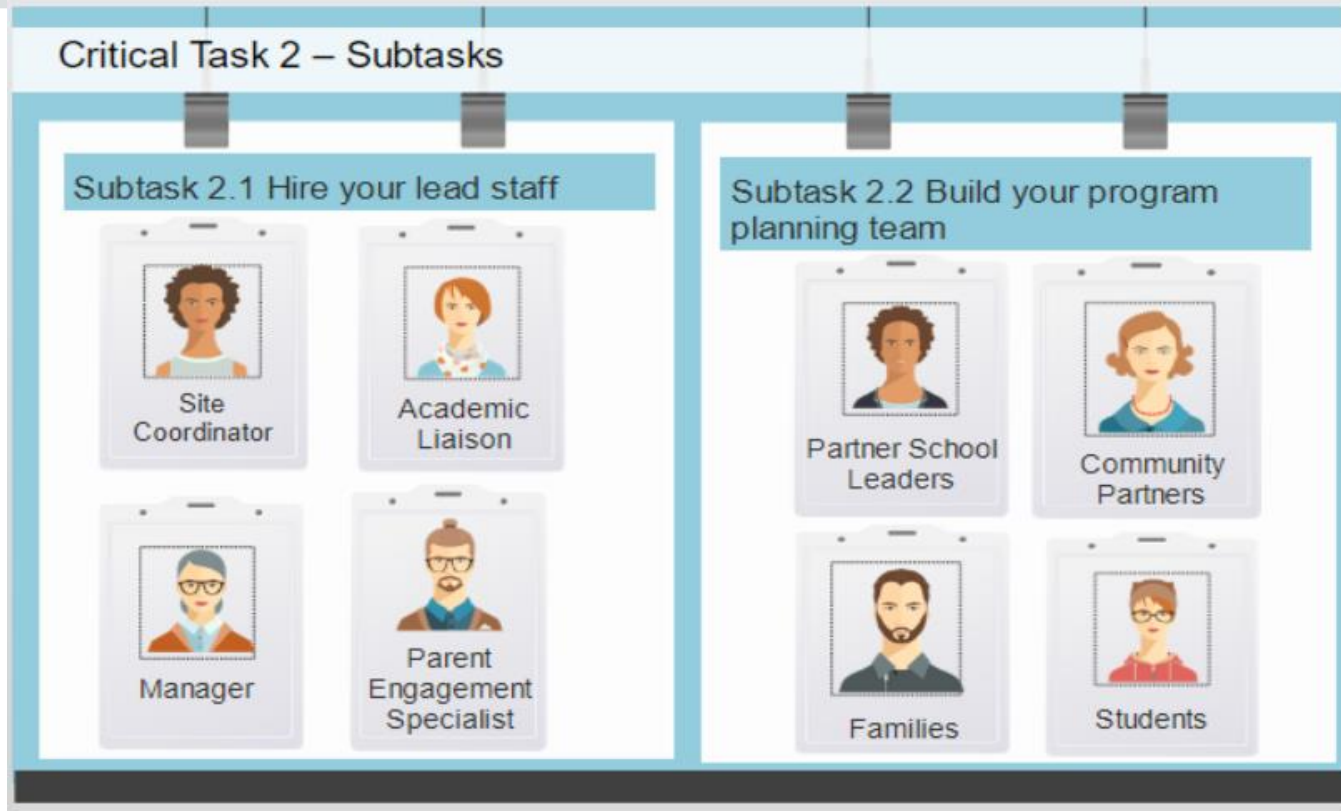 Critical Task 2 – Subtasks
Subtask 2.1 Hire your lead staff
Site
Coordinator
Academic
Liaison
Manager
Parent
Engagement
Specialist
Subtask 2.2 Build your program
planning team
Partner School
Leaders
Community
Partners
Families
Students